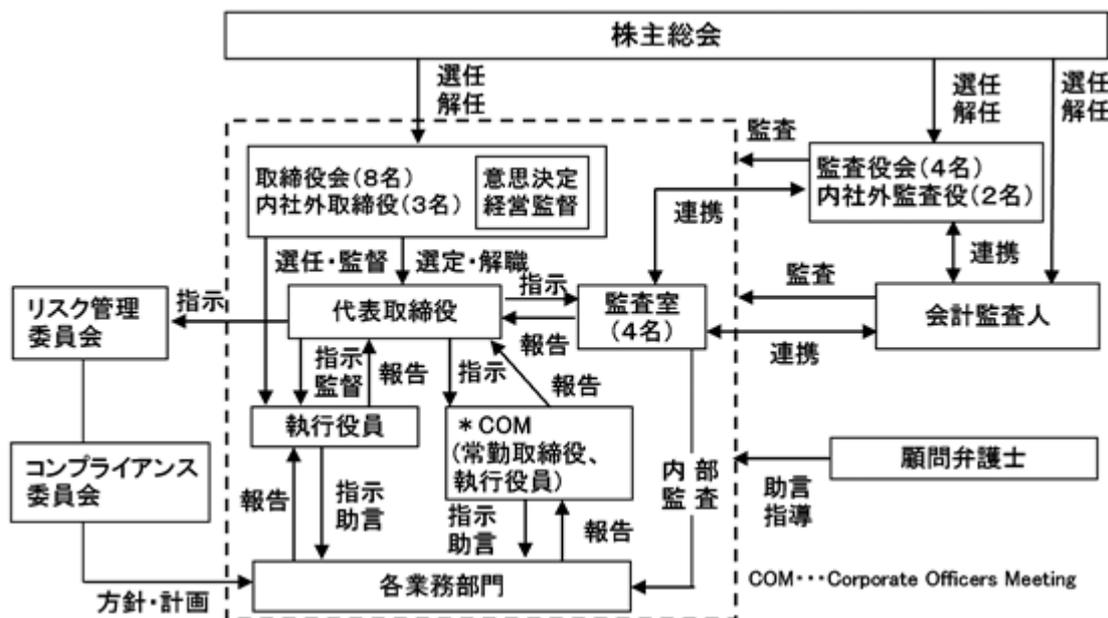 株主総会
選任
解任
選任
解任
選任
解任
監査
取締役会(8名)
内社外取締役(3名)
意思決定
経営監督
監査役会(4名)
内社外監査役(2名)
連携
連携
選任・監督
選定・解職
指示
監査
リスク管理
委員会
指示
代表取締役
監査室
(4名)
会計監査人
報告
連携
指示
監督
報告
指示
報告
執行役員
*COM
(常勤取締役、
執行役員)
コンプライアンス
委員会
内部
監査
顧問弁護士
助言
指導
報告
指示
助言
指示
助言
報告
各業務部門
方針・計画
COM・・・Corporate Officers Meeting